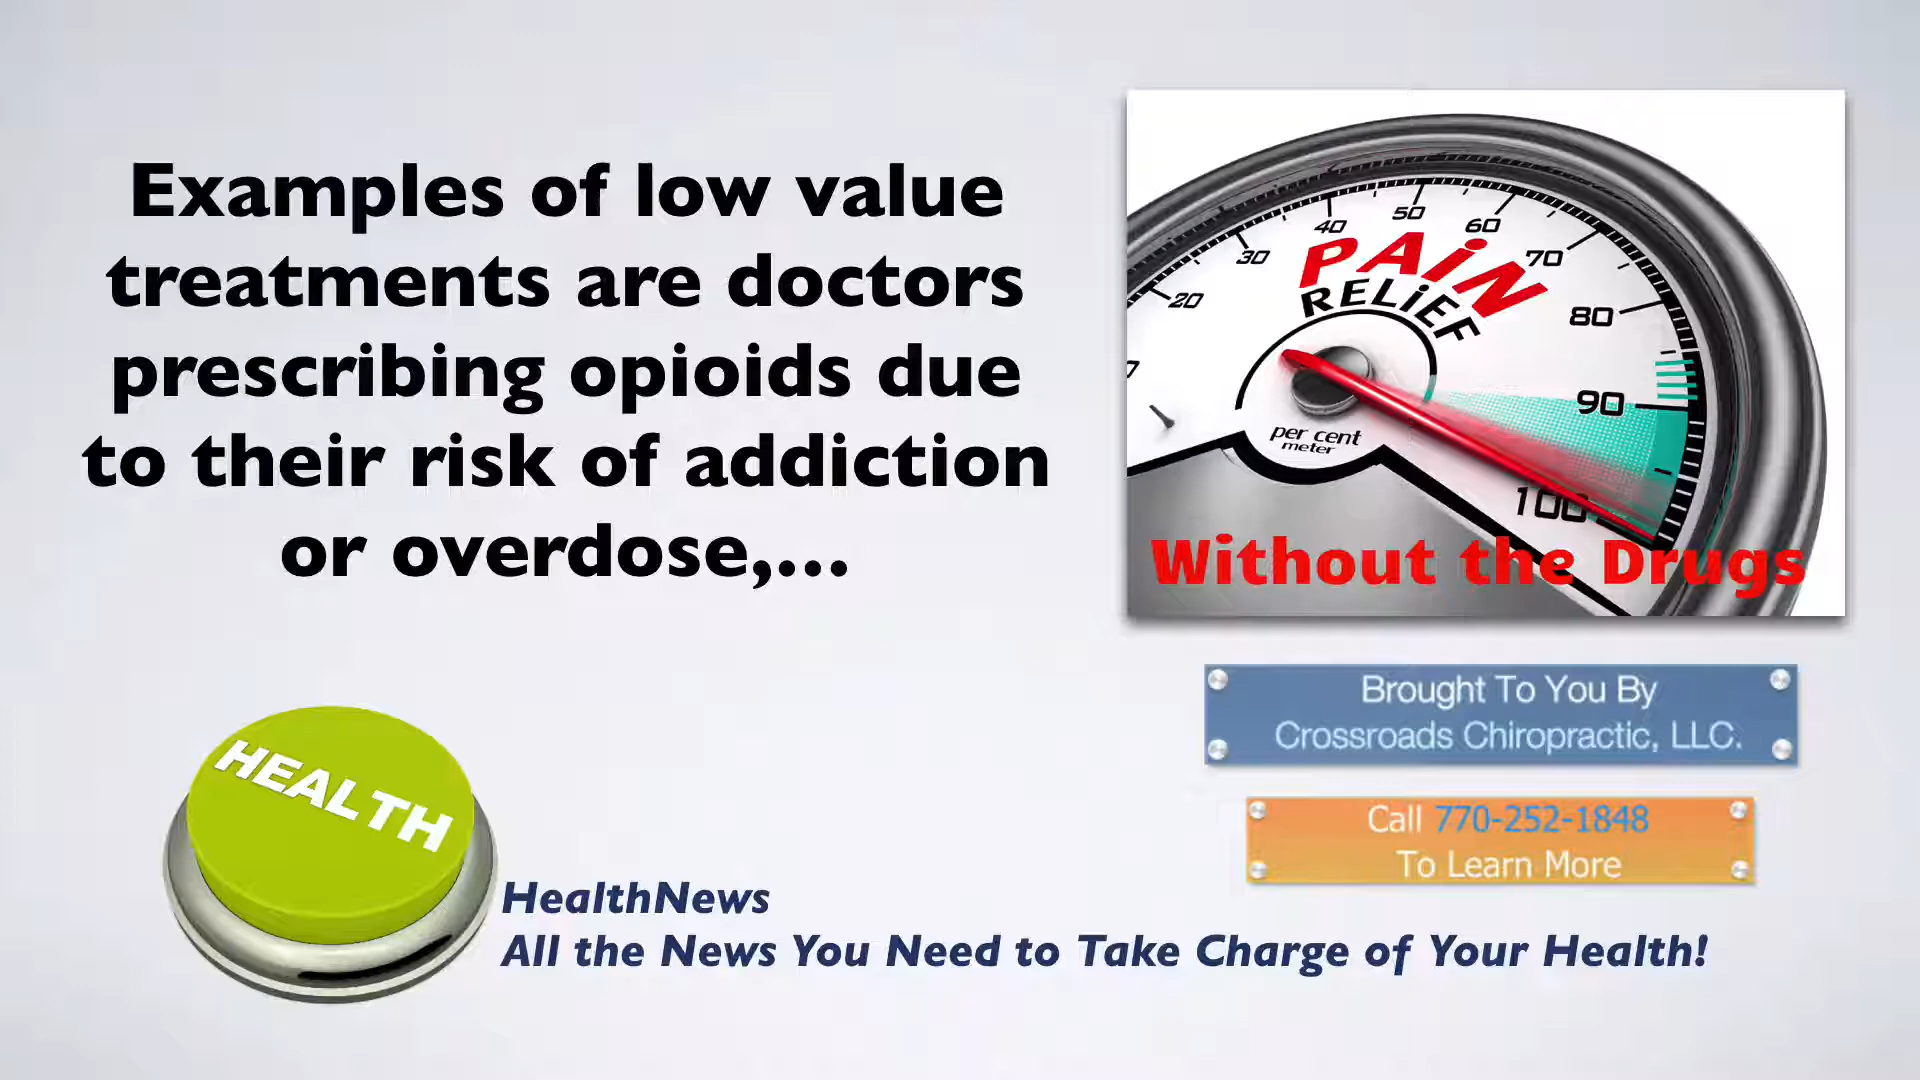 Examples of low value
treatments are doctors
prescribing opioids due
to their risk of addiction
or overdose,...
20
30
40
50
60
70
80
90
100
PAiN
RELiEF
per cent
meter
Without the Drugs
Brought To You By
Crossroads Chiropractic, LLC.
Call 770-252-1848
To Learn More
HEALTH
HealthNews
All the News You Need to Take Charge of Your Health!